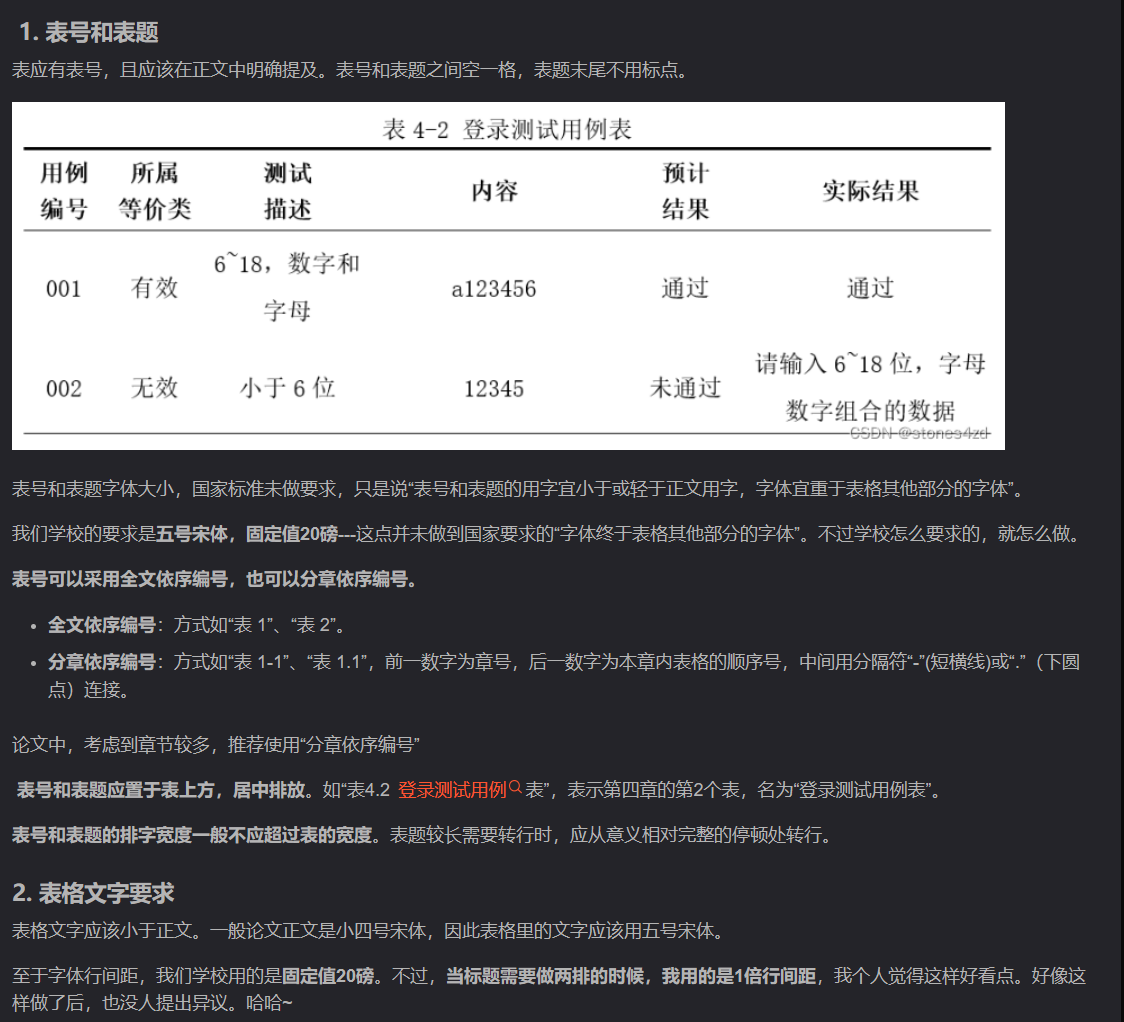 1. 表号和表题
表应有表号，且应该在正文中明确提及。表号和表题之间空一格，表题末尾不用标点。
表 4-2 登录测试用例表
用例 所属 测试 内容 预计 实际结果
编号 等价类 描述 结果
001 有效 6~18，数字和 a123456 通过 通过
字母
002 无效 小于 6 位 12345 未通过 请输入 6~18 位，字母
数字组合的数据
CSDN @stones4zd
表号和表题字体大小，国家标准未做要求，只是说“表号和表题的用字宜小于或轻于正文用字，字体宜重于表格其他部分的字体”。
我们学校的要求是五号宋体，固定值20磅---这点并未做到国家要求的“字体终于表格其他部分的字体”。不过学校怎么要求的，就怎么做。
表号可以采用全文依序编号，也可以分章依序编号。
• 全文依序编号：方式如“表 1”、“表 2”。
• 分章依序编号：方式如“表 1-1”、“表 1.1”，前一数字为章号，后一数字为本章内表格的顺序号，中间用分隔符“-”(短横线)或“.”（下圆
点）连接。
论文中，考虑到章节较多，推荐使用“分章依序编号”
表号和表题应置于表上方，居中排放。如“表4.2 登录测试用例表”，表示第四章的第2个表，名为“登录测试用例表”。
表号和表题的排字宽度一般不应超过表的宽度。表题较长需要转行时，应从意义相对完整的停顿处转行。
2. 表格文字要求
表格文字应该小于正文。一般论文正文是小四号宋体，因此表格里的文字应该用五号宋体。
至于字体行间距，我们学校用的是固定值20磅。不过，当标题需要做两排的时候，我用的是1倍行间距，我个人觉得这样好看点。好像这
样做了后，也没人提出异议。哈哈~